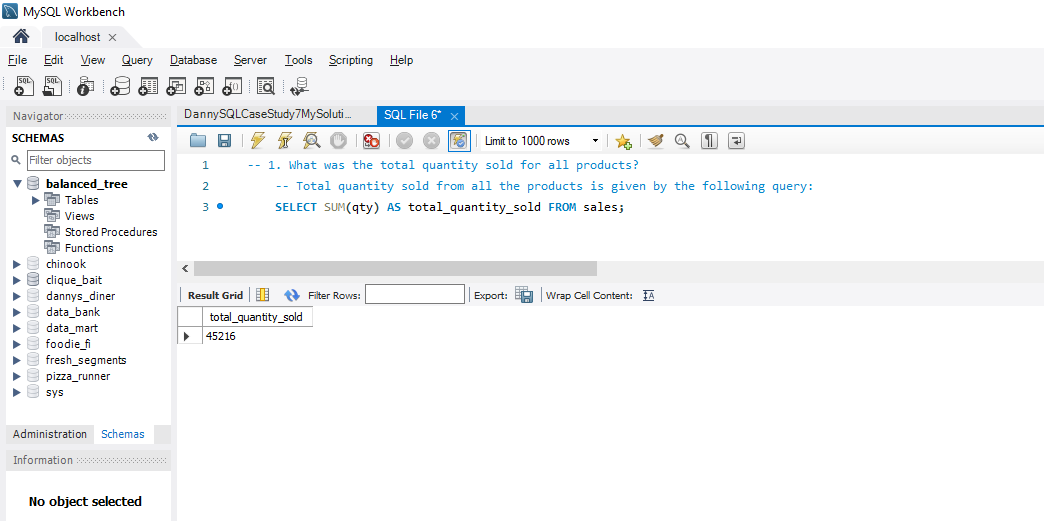 MySQL Workbench
localhost
File Edit View Query Database Server Tools Scripting Help
Navigator
SCHEMAS
Filter objects
balanced_tree
Tables
Views
Stored Procedures
Functions
chinook
clique_bait
dannys_diner
data_bank
data_mart
foodie_fi
fresh_segments
pizza_runner
sys
Administration Schemas
Information
No object selected
DannySQLCaseStudy7MySoluti... SQL File 6*
Limit to 1000 rows
1 -- 1. What was the total quantity sold for all products?
2 -- Total quantity sold from all the products is given by the following query:
3 SELECT SUM(qty) AS total_quantity_sold FROM sales;
Result Grid Filter Rows: Export: Wrap Cell Content:
total_quantity_sold
45216